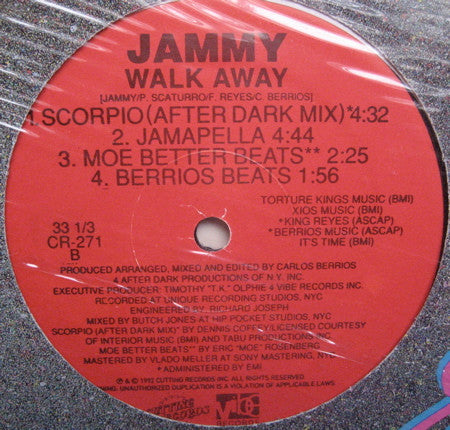 JAMMY
WALK AWAY
[JAMMY/P. SCATURRO/F. REYES/C. BERRIOS]
1. SCORPIO (AFTER DARK MIX)* 4:32
2. JAMAPELLA 4:44
3. MOE BETTER BEATS** 2:25
4. BERRIOS BEATS 1:56
TORTURE KINGS MUSIC (BMI)
XIOS MUSIC (BMI)
*KING REYES (ASCAP)
*BERRIOS MUSIC (ASCAP)
IT'S TIME (BMI)
33 1/3
CR-271
B
PRODUCED ARRANGED, MIXED AND EDITED BY CARLOS BERRIOS
4 AFTER DARK PRODUCTIONS OF N.Y. INC.
EXECUTIVE PRODUCER: TIMOTHY "T.K." OLPHIE 4 VIBE RECORDS INC.
RECORDED AT UNIQUE RECORDING STUDIOS, NYC
ENGINEERED BY: RICHARD JOSEPH
MIXED BY BUTCH JONES AT HIP POCKET STUDIOS, NYC
SCORPIO (AFTER DARK MIX)* BY DENNIS COFFEY/LICENSED COURTESY
OF INTERIOR MUSIC (BMI) AND TABU PRODUCTIONS INC.
MOE BETTER BEATS** BY ERIC "MOE" ROSENBERG
MASTERED BY VLADO MELLER AT SONY MASTERING, NYC
* ADMINISTERED BY EMI
℗ & © 1992 CUTTING RECORDS INC. ALL RIGHTS RESERVED.
WARNING: UNAUTHORIZED DUPLICATION IS A VIOLATION OF APPLICABLE LAWS.
CUTTING RECORDS
VIBE RECORDS